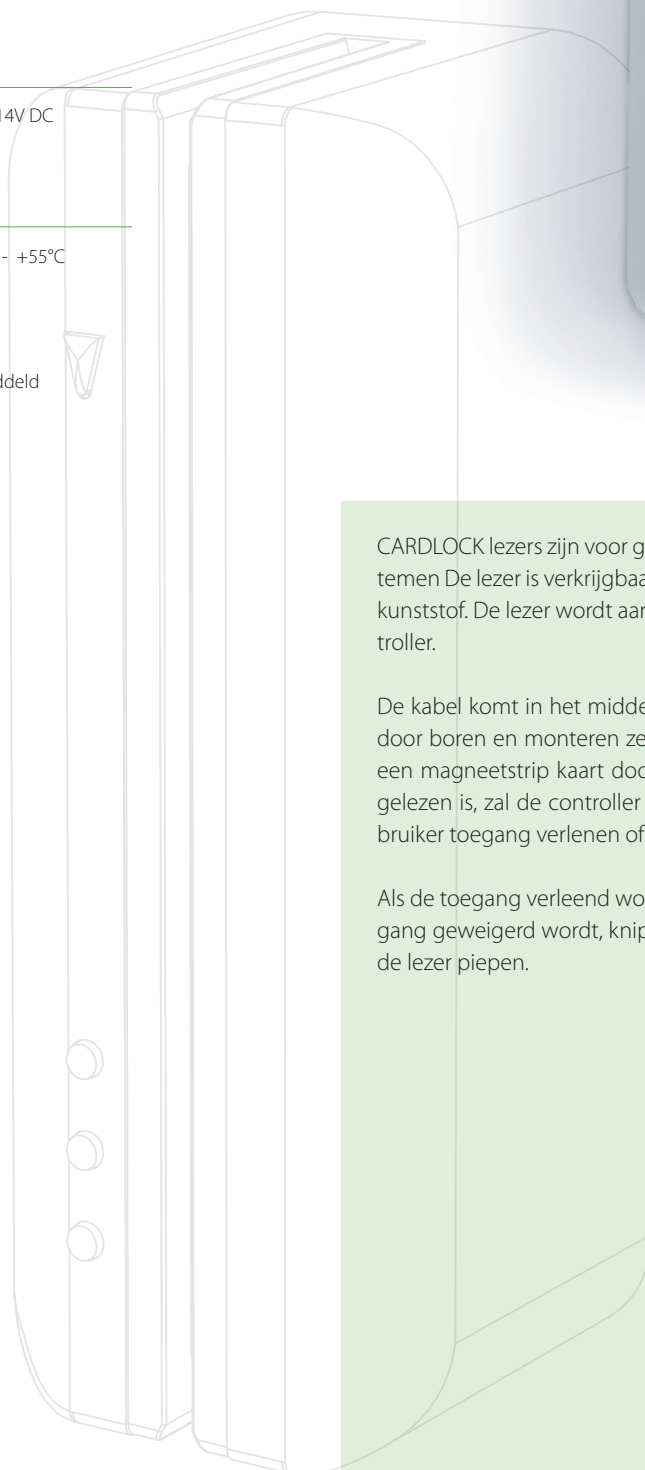 14V DC
- +55°C
ddeld
CARDLOCK lezers zijn voor g
temen De lezer is verkrijgbaa
kunststof. De lezer wordt aan
troller.
De kabel komt in het midde
door boren en monteren ze
een magneetstrip kaart doo
gelezen is, zal de controller
bruiker toegang verlenen of
Als de toegang verleend wo
gang geweigerd wordt, knip
de lezer piepen.